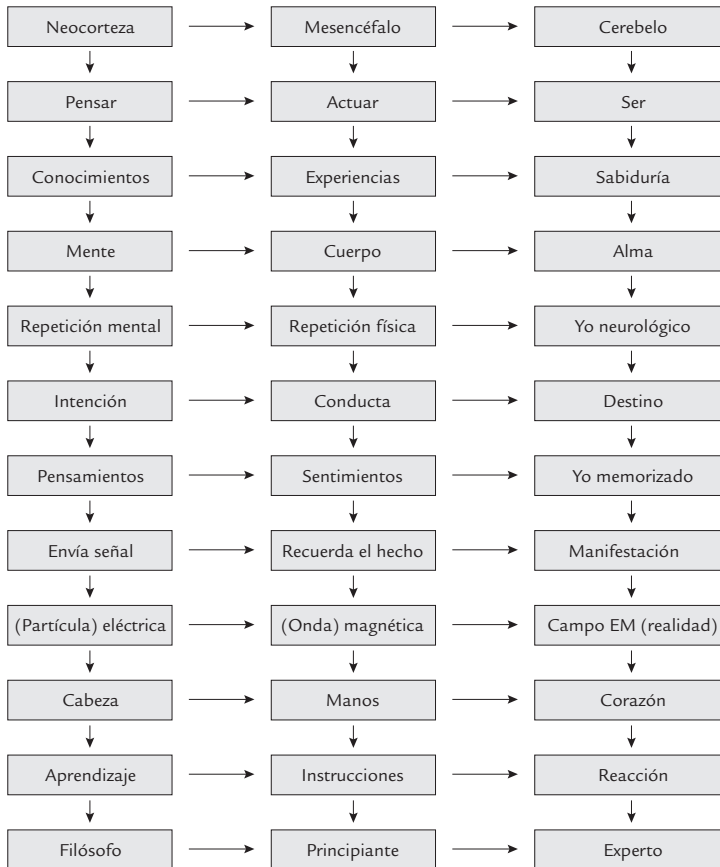 Neocorteza Mesencéfalo Cerebelo
Pensar Actuar Ser
Conocimientos Experiencias Sabiduría
Mente Cuerpo Alma
Repetición mental Repetición física Yo neurológico
Intención Conducta Destino
Pensamientos Sentimientos Yo memorizado
Envía señal Recuerda el hecho Manifestación
(Partícula) eléctrica (Onda) magnética Campo EM (realidad)
Cabeza Manos Corazón
Aprendizaje Instrucciones Reacción
Filósofo Principiante Experto